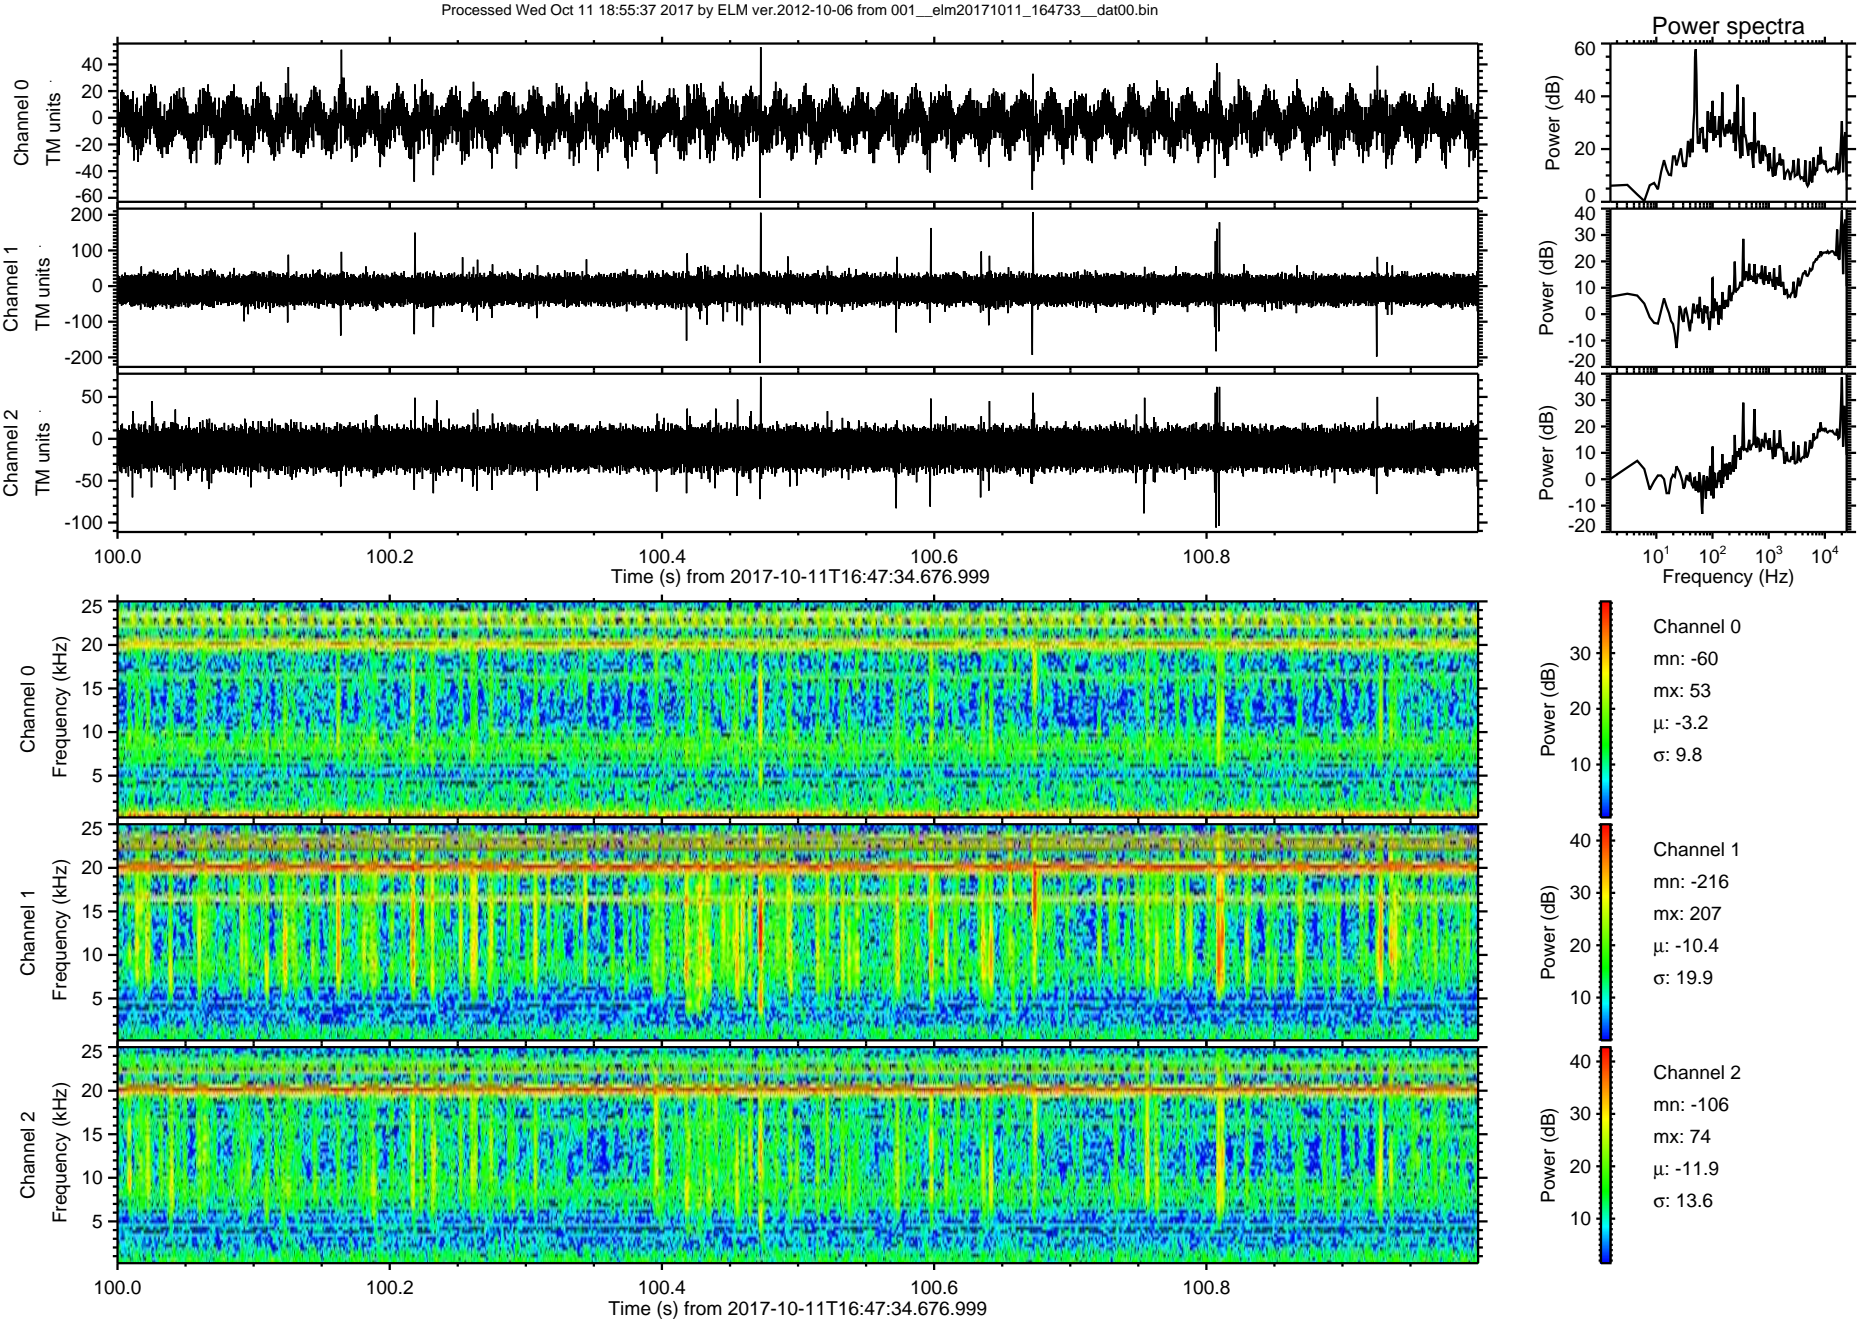 Processed Wed Oct 11 18:55:37 2017 by ELM ver.2012-10-06 from 001__elm20171011_164733__dat00.bin
Power spectra
Channel 0
TM units
40
20
0
-20
-40
-60
Power (dB)
60
40
20
0
Channel 1
TM units
200
100
0
-100
-200
Power (dB)
40
30
20
10
0
-10
-20
Channel 2
TM units
50
0
-50
-100
Power (dB)
40
30
20
10
0
-10
-20
100.0 100.2 100.4 100.6 100.8
Time (s) from 2017-10-11T16:47:34.676.999
10¹ 10² 10³ 10⁴
Frequency (Hz)
Channel 0
Frequency (kHz)
25
20
15
10
5
Power (dB)
30
20
10
Channel 0
mn: -60
mx: 53
μ: -3.2
σ: 9.8
Channel 1
Frequency (kHz)
25
20
15
10
5
Power (dB)
40
30
20
10
Channel 1
mn: -216
mx: 207
μ: -10.4
σ: 19.9
Channel 2
Frequency (kHz)
25
20
15
10
5
Power (dB)
40
30
20
10
Channel 2
mn: -106
mx: 74
μ: -11.9
σ: 13.6
100.0 100.2 100.4 100.6 100.8
Time (s) from 2017-10-11T16:47:34.676.999